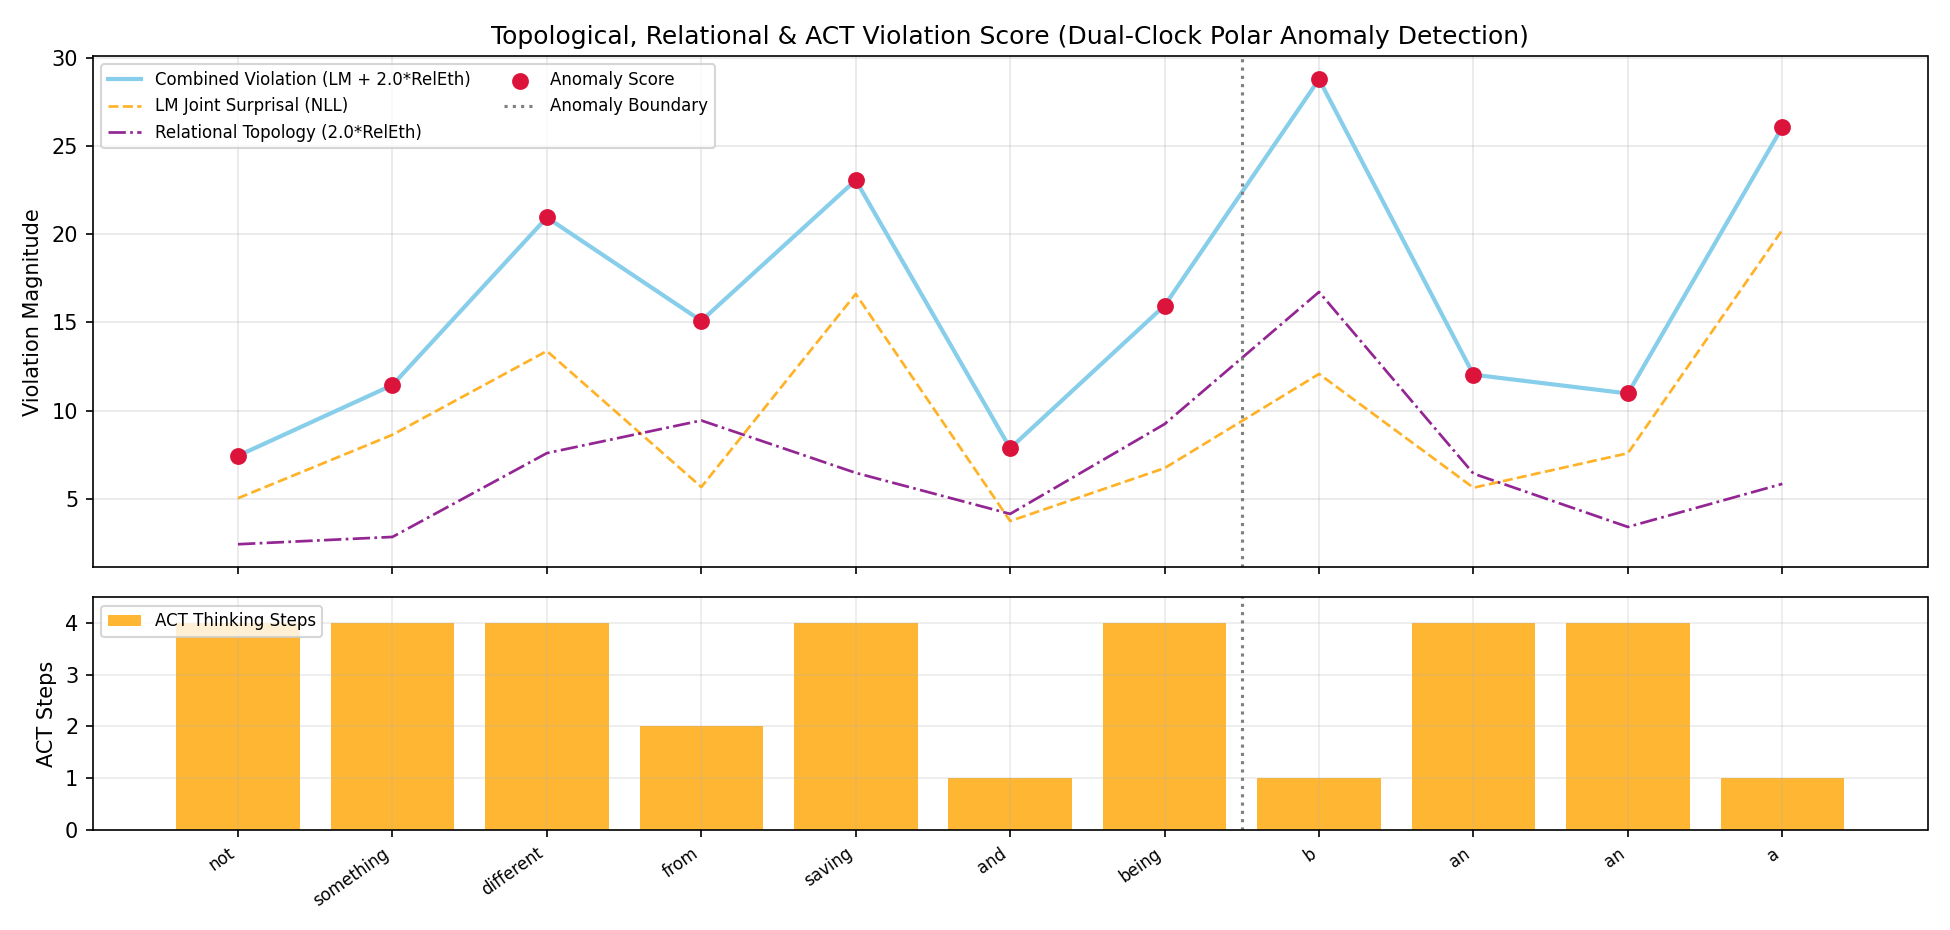 Topological, Relational & ACT Violation Score (Dual-Clock Polar Anomaly Detection)
Combined Violation (LM + 2.0*RelEth)
LM Joint Surprisal (NLL)
Relational Topology (2.0*RelEth)
Anomaly Score
Anomaly Boundary
Violation Magnitude
30
25
20
15
10
5
ACT Thinking Steps
ACT Steps
4
3
2
1
0
not
something
different
from
saving
and
being
b
an
an
a